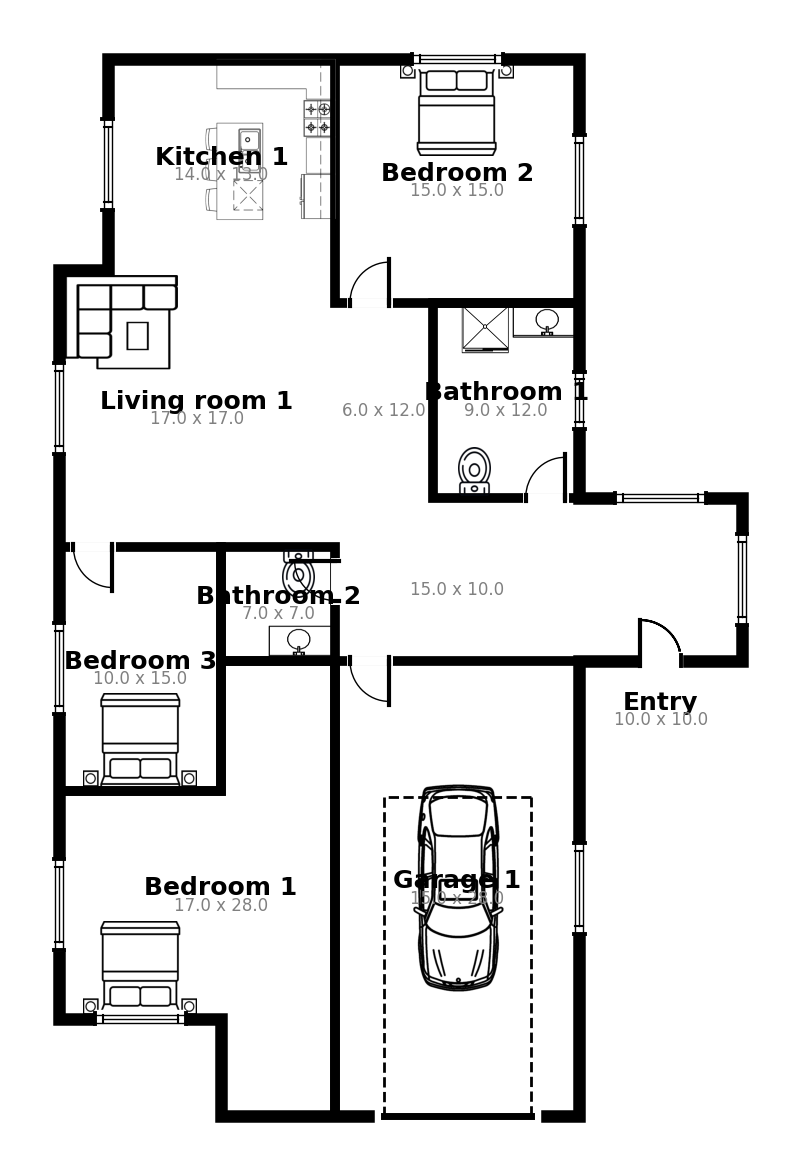 Kitchen 1
14.0 x 13.0
Bedroom 2
15.0 x 15.0
Living room 1
17.0 x 17.0
6.0 x 12.0
Bathroom 1
9.0 x 12.0
Bathroom 2
7.0 x 7.0
15.0 x 10.0
Bedroom 3
10.0 x 15.0
Entry
10.0 x 10.0
Bedroom 1
17.0 x 28.0
Garage 1
15.0 x 28.0